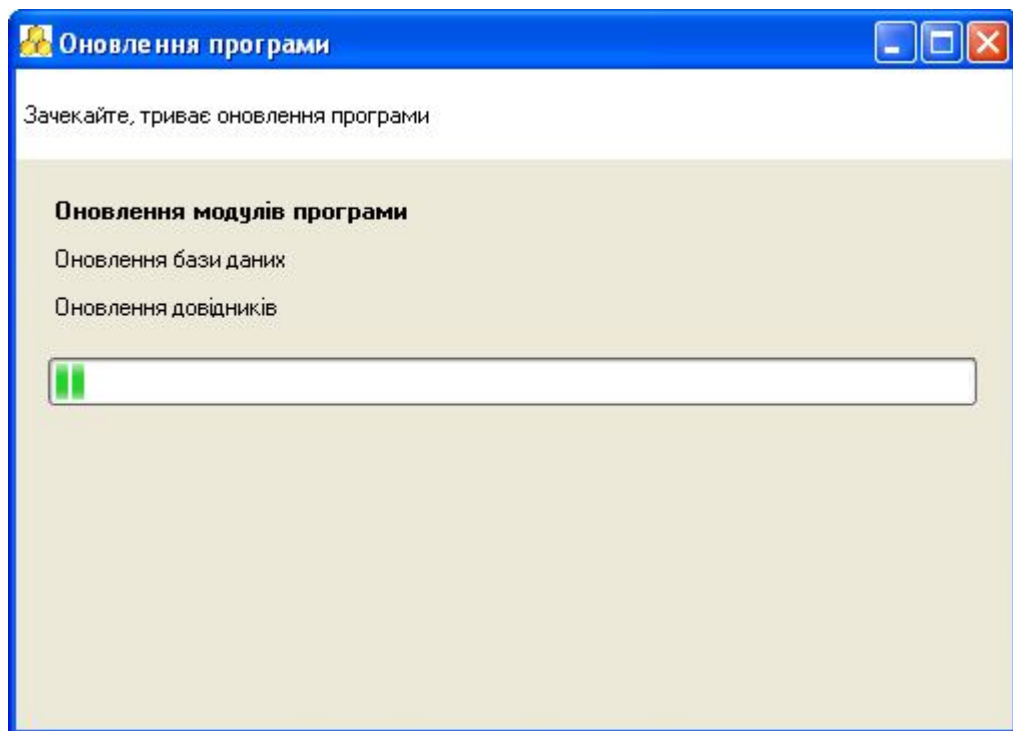 Оновлення програми
Зачекайте, триває оновлення програми
Оновлення модулів програми
Оновлення бази даних
Оновлення довідників